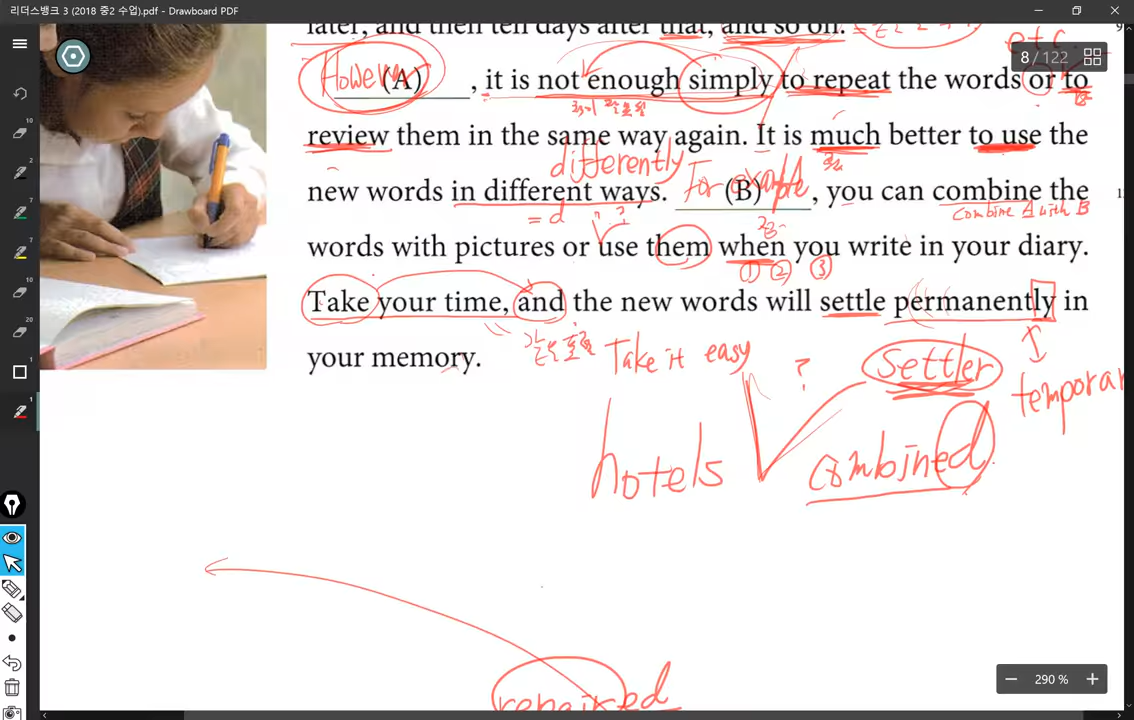 리더스뱅크 3 (2018 중2 수업).pdf - Drawboard PDF
later, and then ten days after that, and so on.
etc
8 / 122
(A) , it is not enough simply to repeat the words or to
review them in the same way again. It is much better to use the
differently
new words in different ways. For example (B) , you can combine the
= d
combine A with B
words with pictures or use them when you write in your diary.
① ② ③
Take your time, and the new words will settle permanently in
Take it easy
your memory.
?
settler
hotels
combined
repaired
290 %